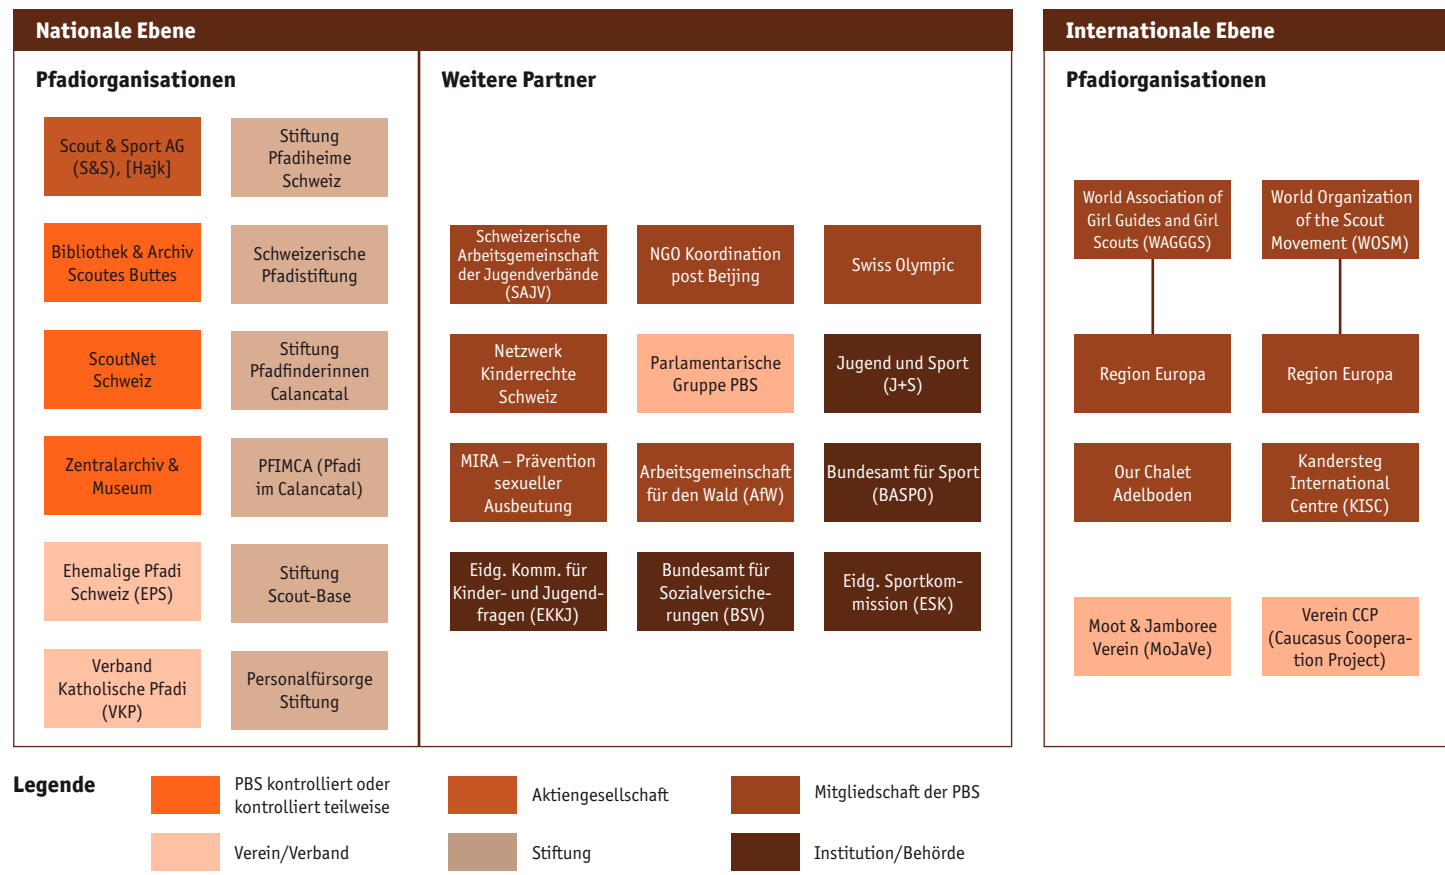 Nationale Ebene
Pfadiorganisationen
Scout & Sport AG
(S&S), [Hajk]
Stiftung
Pfadiheime
Schweiz
Bibliothek & Archiv
Scoutes Buttes
Schweizerische
Pfadistiftung
ScoutNet
Schweiz
Stiftung
Pfadfinderinnen
Calancatal
Zentralarchiv &
Museum
PFIMCA (Pfadi
im Calancatal)
Ehemalige Pfadi
Schweiz (EPS)
Stiftung
Scout-Base
Verband
Katholische Pfadi
(VKP)
Personalfürsorge
Stiftung
Weitere Partner
Schweizerische
Arbeitsgemeinschaft
der Jugendverbände
(SAJV)
NGO Koordination
post Beijing
Swiss Olympic
Netzwerk
Kinderrechte
Schweiz
Parlamentarische
Gruppe PBS
Jugend und Sport
(J+S)
MIRA – Prävention
sexueller
Ausbeutung
Arbeitsgemeinschaft
für den Wald (AfW)
Bundesamt für Sport
(BASPO)
Eidg. Komm. für
Kinder- und Jugend-
fragen (EKKJ)
Bundesamt für
Sozialversiche-
rungen (BSV)
Eidg. Sportkom-
mission (ESK)
Internationale Ebene
Pfadiorganisationen
World Association of
Girl Guides and Girl
Scouts (WAGGGS)
World Organization
of the Scout
Movement (WOSM)
Region Europa
Region Europa
Our Chalet
Adelboden
Kandersteg
International
Centre (KISC)
Moot & Jamboree
Verein (MoJaVe)
Verein CCP
(Caucasus Coopera-
tion Project)
Legende
PBS kontrolliert oder
kontrolliert teilweise
Aktiengesellschaft
Mitgliedschaft der PBS
Verein/Verband
Stiftung
Institution/Behörde